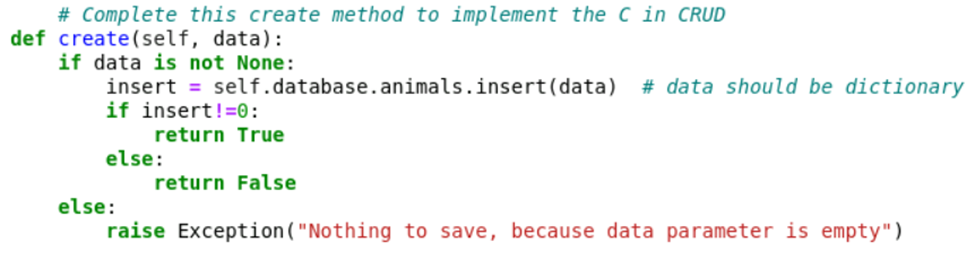 # Complete this create method to implement the C in CRUD
def create(self, data):
if data is not None:
insert = self.database.animals.insert(data)  # data should be dictionary
if insert!=0:
return True
else:
return False
else:
raise Exception("Nothing to save, because data parameter is empty")